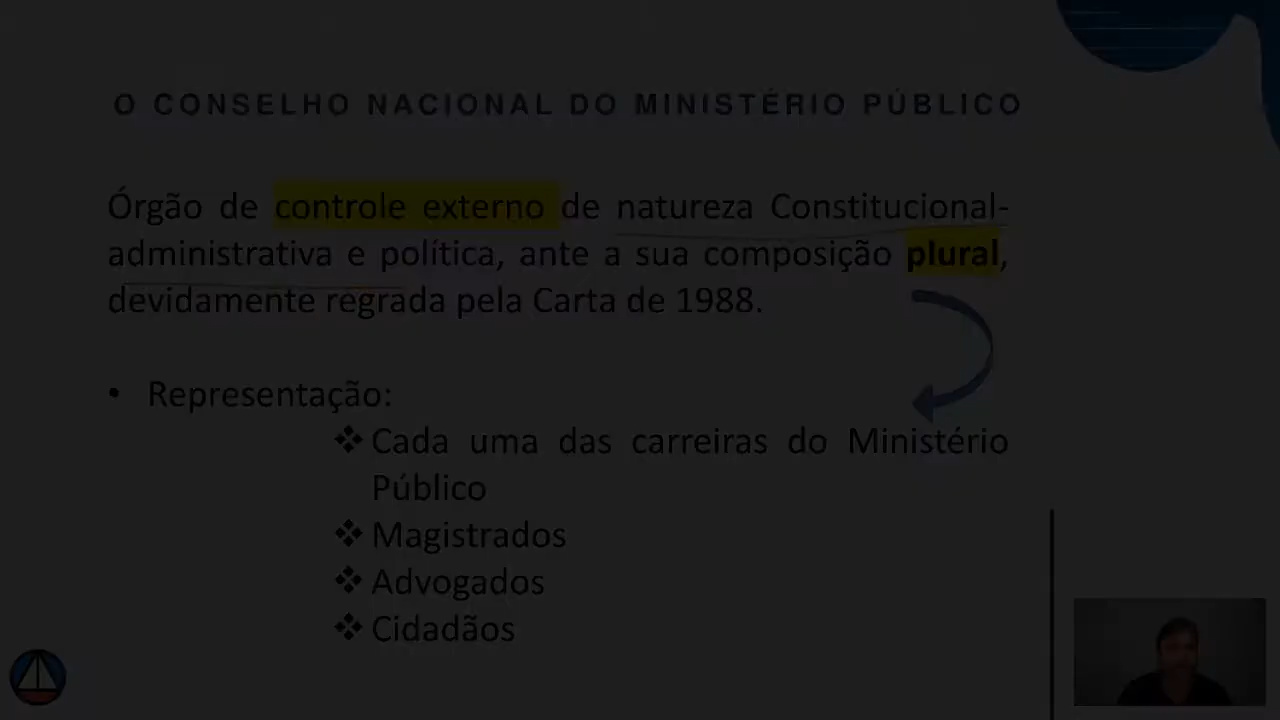 O CONSELHO NACIONAL DO MINISTÉRIO PÚBLICO
Órgão de controle externo de natureza Constitucional-
administrativa e política, ante a sua composição plural,
devidamente regrada pela Carta de 1988.
• Representação:
❖ Cada uma das carreiras do Ministério
Público
❖ Magistrados
❖ Advogados
❖ Cidadãos